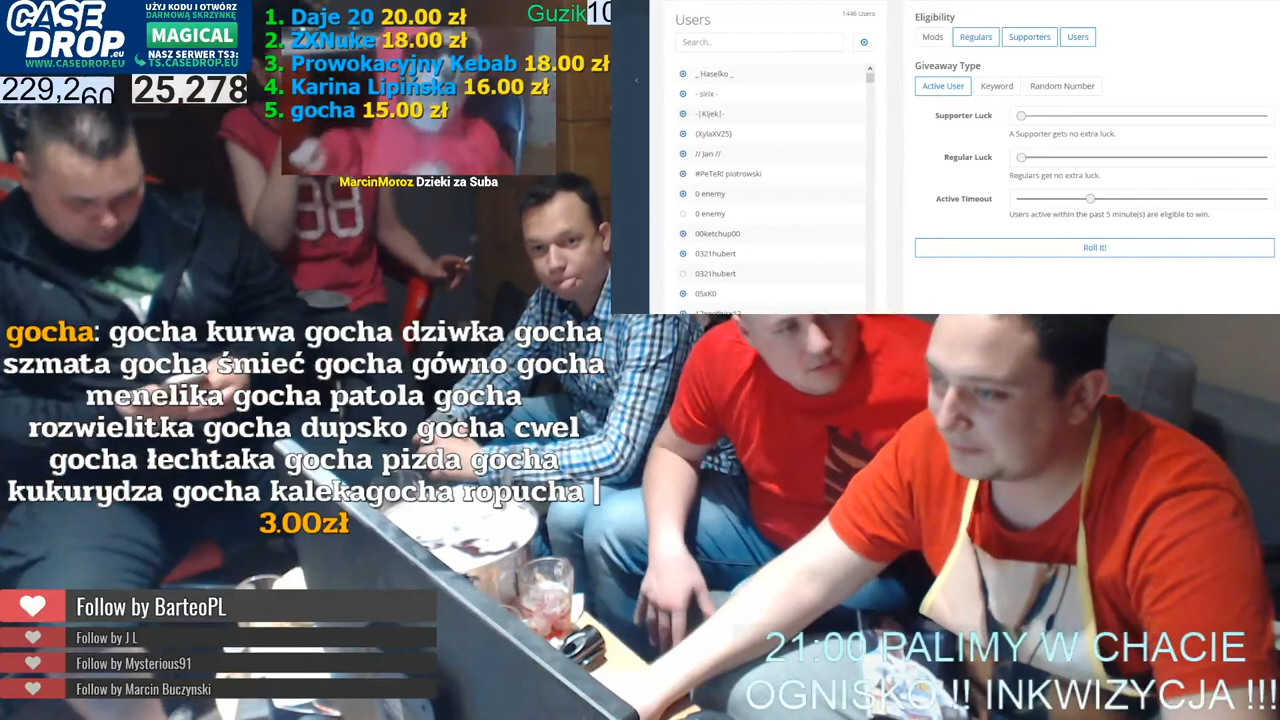 CASE
DROP.eu
WWW.CASEDROP.EU
UŻYJ KODU I OTWÓRZ
DARMOWĄ SKRZYNKĘ
MAGICAL
NASZ SERWER TS3:
TS.CASEDROP.EU
25,278
1. Daje 20 20.00 zł
2. ZXNuke 18.00 zł
3. Prowokacyjny Kebab 18.00 zł
4. Karina Lipińska 16.00 zł
5. gocha 15.00 zł
Guzik10
98
MarcinMoroz Dzieki za Suba
Users
1446 Users
Search..
_ Haselko _
- sirix -
-|Kijek|-
{XylaXV25}
// Jan //
#PeTeR! piotrowski
0 enemy
0 enemy
00ketchup00
0321hubert
0321hubert
0SxK0
Eligibility
Mods Regulars Supporters Users
Giveaway Type
Active User Keyword Random Number
Supporter Luck
A Supporter gets no extra luck.
Regular Luck
Regulars get no extra luck.
Active Timeout
Users active within the past 5 minute(s) are eligible to win.
Roll It!
gocha: gocha kurwa gocha dziwka gocha
szmata gocha śmieć gocha gówno gocha
menelika gocha patola gocha
rozwielitka gocha dupsko gocha cwel
gocha łechtaka gocha pizda gocha
kukurydza gocha kalekagocha ropucha |
3.00zł
Follow by BarteoPL
Follow by J L
Follow by Mysterious91
Follow by Marcin Buczynski
21:00 PALIMY W CHACIE
OGNISKO !! INKWIZYCJA !!!